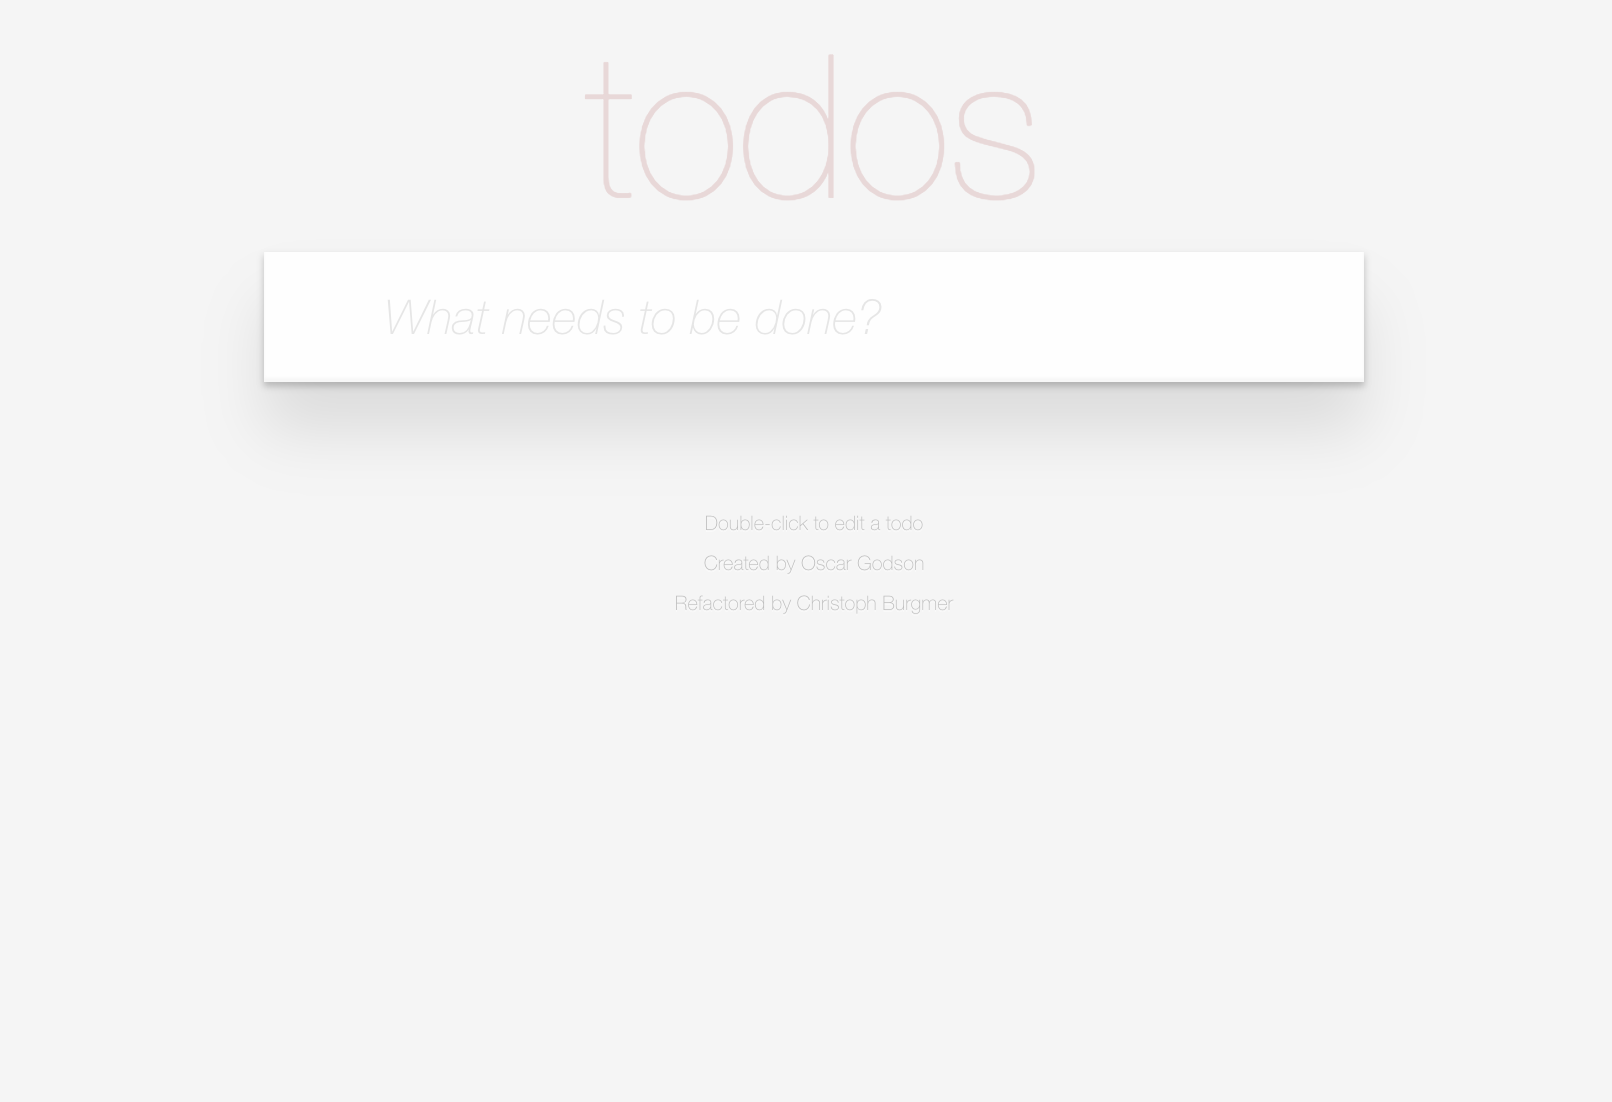 todos
What needs to be done?
Double-click to edit a todo
Created by Oscar Godson
Refactored by Christoph Burgmer